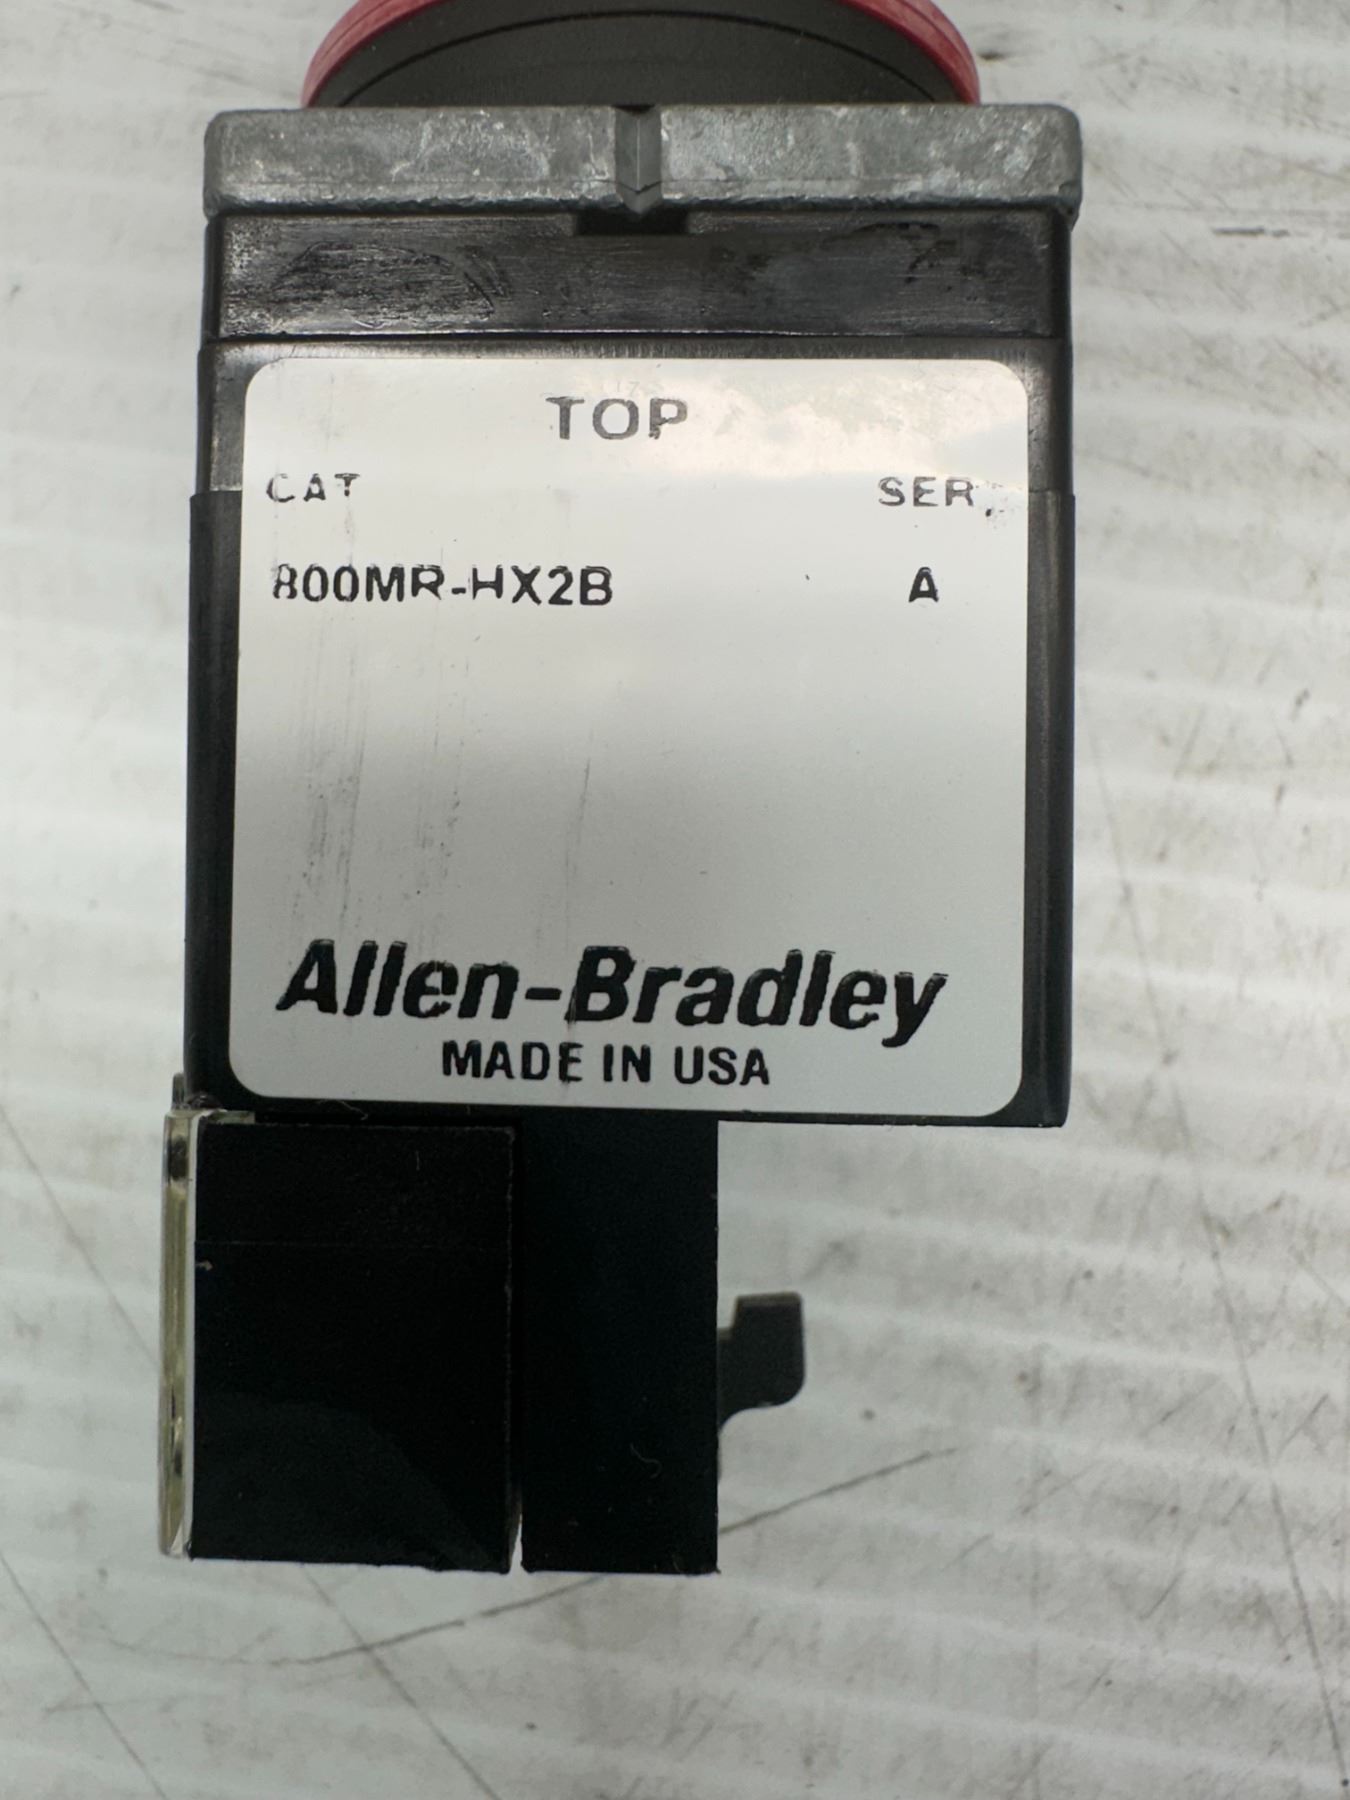 TOP
CAT SER.
800MR-HX2B A
Allen-Bradley
MADE IN USA